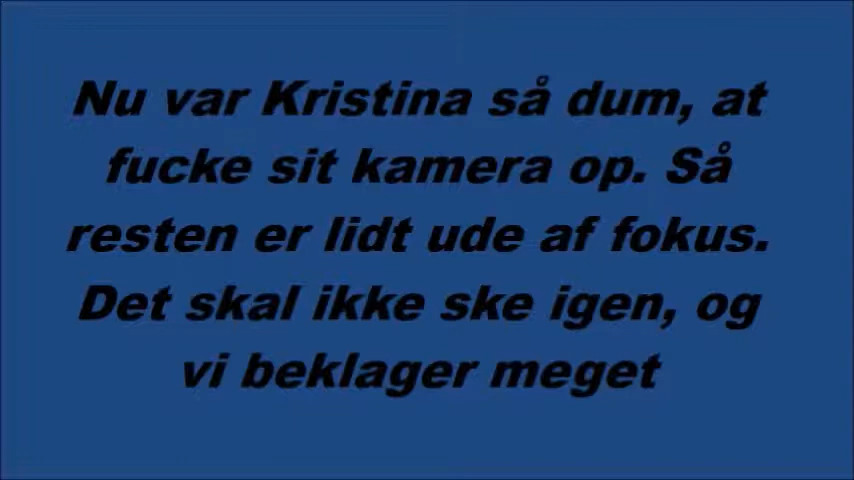 Nu var Kristina så dum, at
fucke sit kamera op. Så
resten er lidt ude af fokus.
Det skal ikke ske igen, og
vi beklager meget